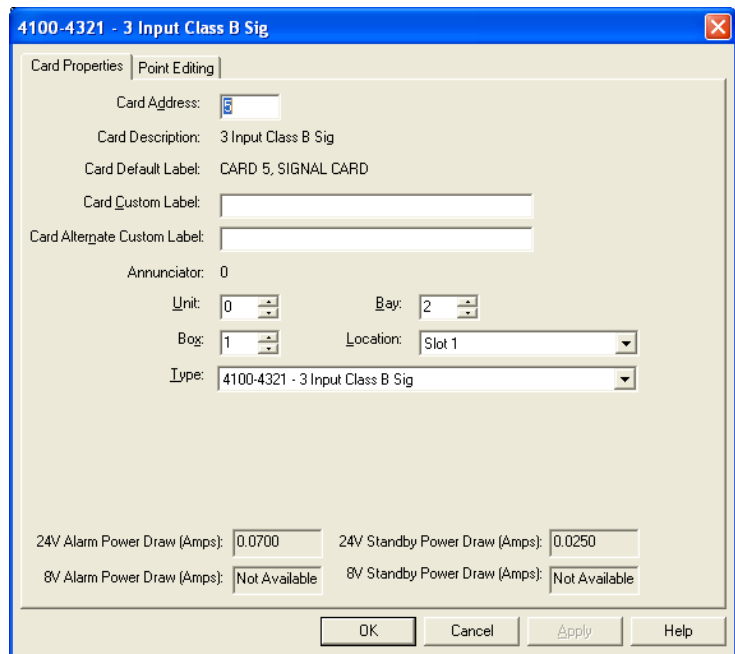 4100-4321 - 3 Input Class B Sig
Card Properties Point Editing
Card Address: 5
Card Description: 3 Input Class B Sig
Card Default Label: CARD 5, SIGNAL CARD
Card Custom Label:
Card Alternate Custom Label:
Annunciator: 0
Unit: 0 Bay: 2
Box: 1 Location: Slot 1
Type: 4100-4321 - 3 Input Class B Sig
24V Alarm Power Draw (Amps): 0.0700 24V Standby Power Draw (Amps): 0.0250
8V Alarm Power Draw (Amps): Not Available 8V Standby Power Draw (Amps): Not Available
OK Cancel Apply Help